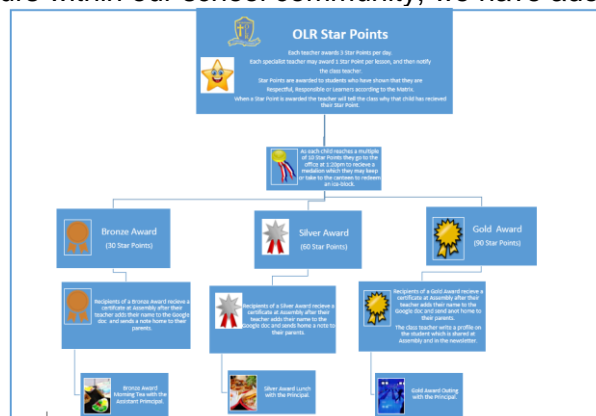 OLR Star Points
Each teacher awards 3 Star Points per day.
Each specialist teacher may award 1 Star Point per lesson, and then notify
the class teacher.
Star Points are awarded to students who have shown that they are
Respectful, Responsible or Learners according to the Matrix.
When a Star Point is awarded the teacher will tell the class why that child has recieved
their Star Point.
As each child reaches a multiple
of 10 Star Points they go to the
office at 1:20pm to recieve a
medallion which they may keep
or take to the canteen to redeem
an ice-block.
Bronze Award
(30 Star Points)
Silver Award
(60 Star Points)
Gold Award
(90 Star Points)
Recipients of a Bronze Award recieve a
certificate at Assembly after their
teacher adds their name to the Google
doc and sends a note home to their
parents.
Recipients of a Silver Award recieve a
certificate at Assembly after their
teacher adds their name to the
Google doc and sends home a note to
their parents.
Recipients of a Gold Award recieve a
certificate at Assembly after their
teacher adds their name to the
Google doc and send anot home to
their parents.
The class teacher write a profile on
the student which is shared at
Assembly and in the newsletter.
Bronze Award
Morning Tea with the
Assistant Principal.
Silver Award Lunch
with the Principal.
Gold Award Outing
with the Principal.